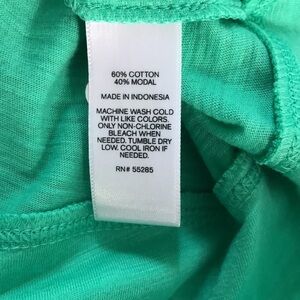 60% COTTON
40% MODAL
MADE IN INDONESIA
MACHINE WASH COLD
WITH LIKE COLORS.
ONLY NON-CHLORINE
BLEACH WHEN
NEEDED. TUMBLE DRY
LOW. COOL IRON IF
NEEDED.
RN# 55285